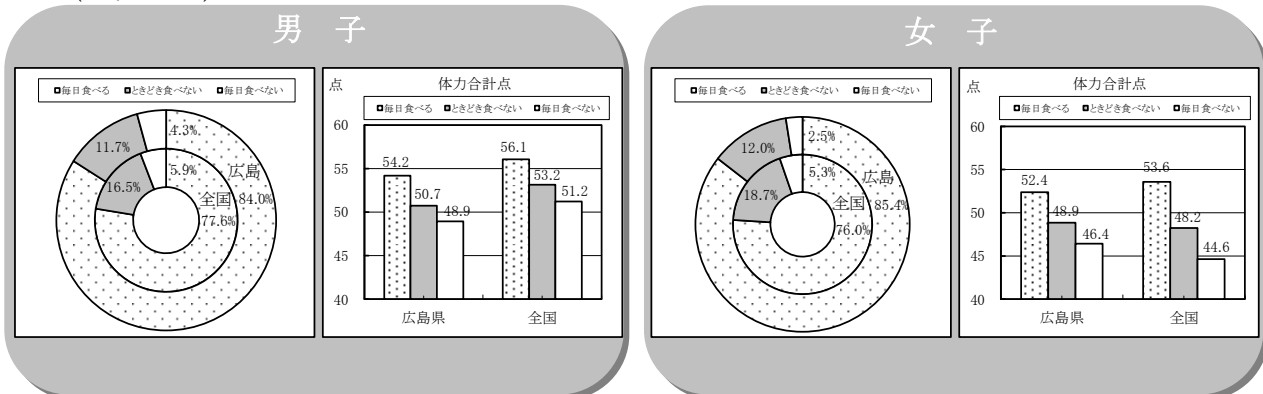 男 子
□毎日食べる □ときどき食べない □毎日食べない
4.3%
11.7%
5.9%
広島
16.5%
全国
84.0%
77.6%
点
体力合計点
□毎日食べる □ときどき食べない □毎日食べない
60
55
50
45
40
54.2
50.7
48.9
56.1
53.2
51.2
広島県
全国
女 子
□毎日食べる □ときどき食べない □毎日食べない
2.5%
12.0%
5.3%
広島
18.7%
全国
85.4%
76.0%
点
体力合計点
□毎日食べる □ときどき食べない □毎日食べない
60
55
50
45
40
52.4
48.9
46.4
53.6
48.2
44.6
広島県
全国